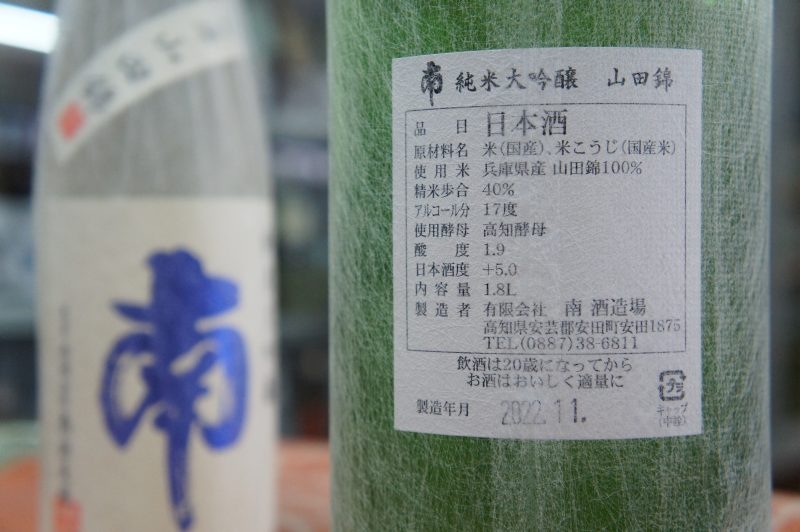 南 純米大吟醸 山田錦
品目 日本酒
原材料名 米(国産)、米こうじ(国産米)
使用米 兵庫県産 山田錦100%
精米歩合 40%
アルコール分 17度
使用酵母 高知酵母
酸度 1.9
日本酒度 +5.0
内容量 1.8L
製造者 有限会社 南酒造場
高知県安芸郡安田町安田1875
TEL(0887)38-6811
飲酒は20歳になってから
お酒はおいしく適量に
製造年月 2022.11.
プラ
キャップ
(中栓)
南